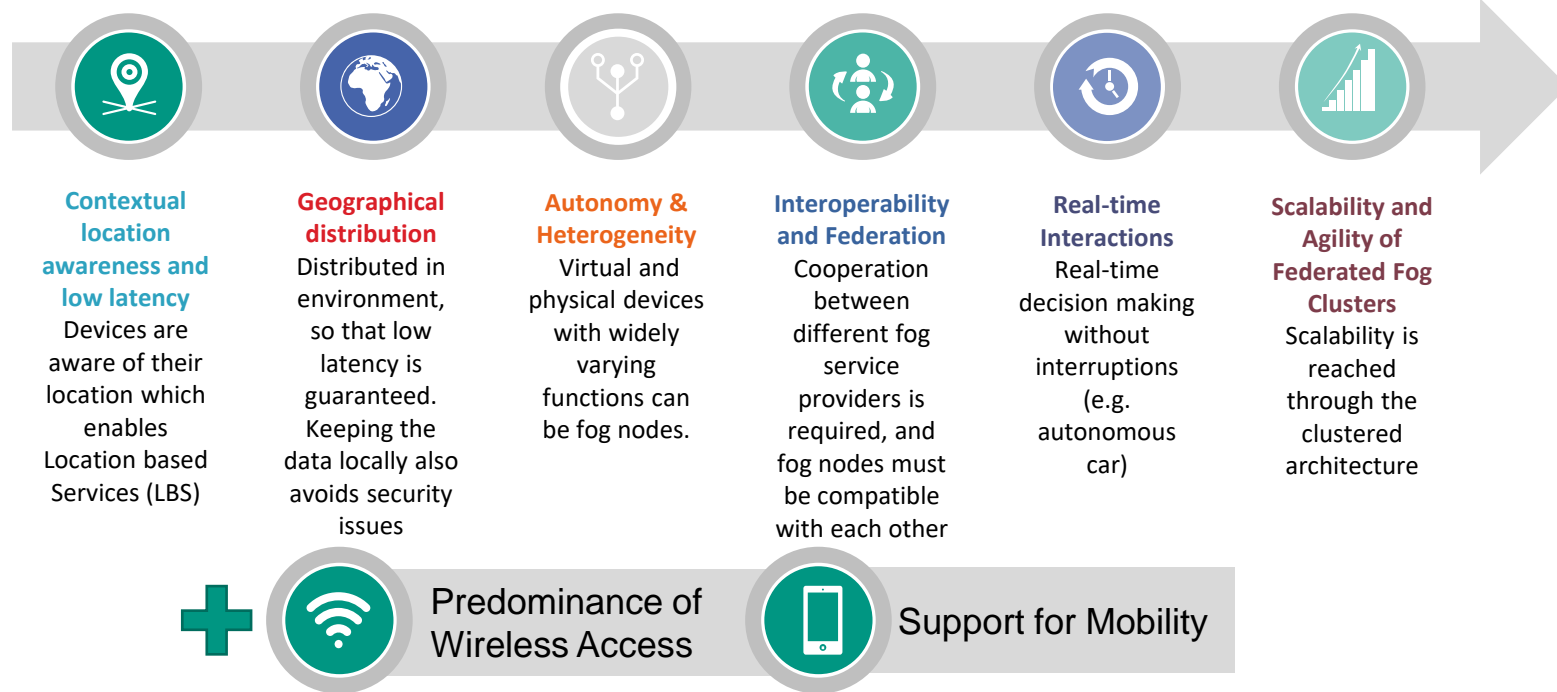 Contextual
location
awareness and
low latency
Devices are
aware of their
location which
enables
Location based
Services (LBS)
Geographical
distribution
Distributed in
environment,
so that low
latency is
guaranteed.
Keeping the
data locally also
avoids security
issues
Autonomy &
Heterogeneity
Virtual and
physical devices
with widely
varying
functions can
be fog nodes.
Interoperability
and Federation
Cooperation
between
different fog
service
providers is
required, and
fog nodes must
be compatible
with each other
Real-time
Interactions
Real-time
decision making
without
interruptions
(e.g.
autonomous
car)
Scalability and
Agility of
Federated Fog
Clusters
Scalability is
reached
through the
clustered
architecture
Predominance of
Wireless Access
Support for Mobility